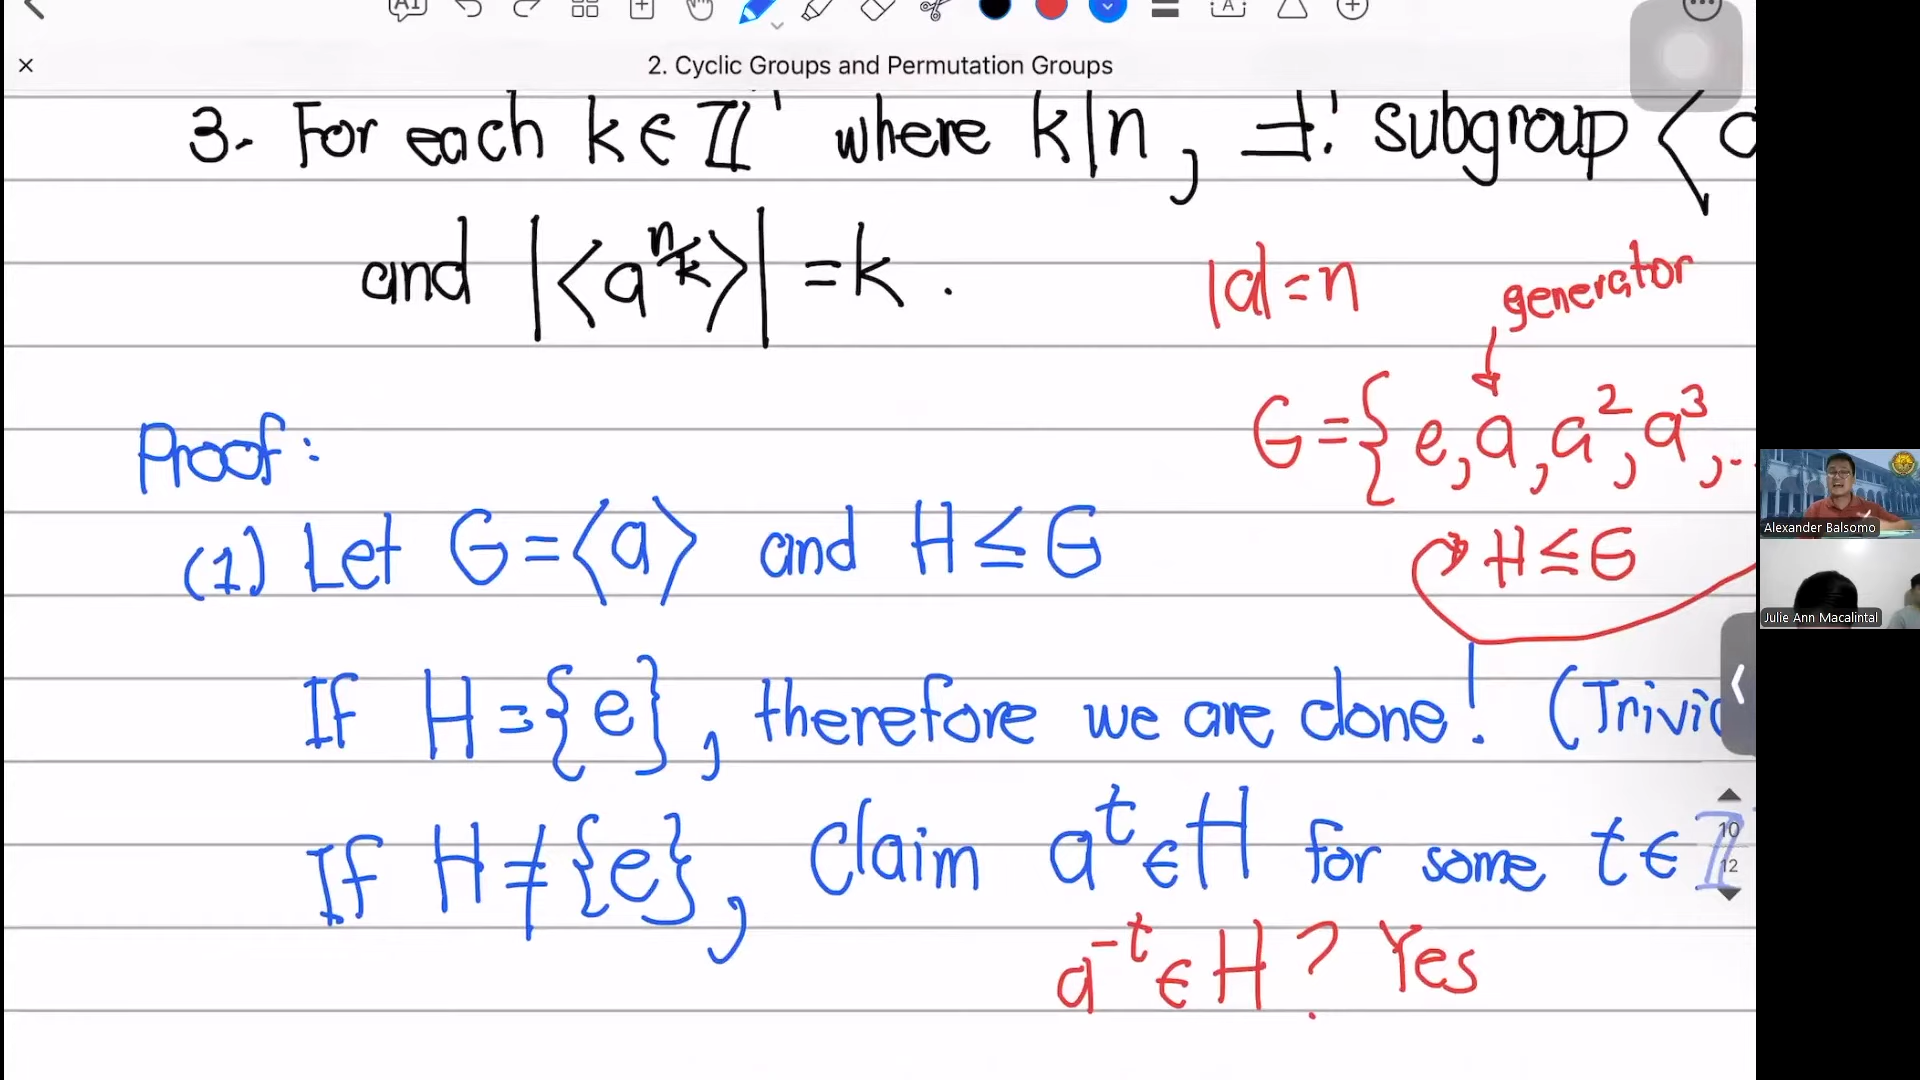 2. Cyclic Groups and Permutation Groups
3. For each k ∈ ℤ⁺ where k|n, ∃! subgroup ⟨
and |⟨a^(n/k)⟩| = k.
|a| = n
generator
G = { e, a, a², a³, ..
Proof:
(1) Let G = ⟨a⟩ and H ≤ G
H ≤ G
Alexander Balsomo
Julie Ann Macalintal
If H = {e}, therefore we are done! (Trivi
If H ≠ {e}, Claim a^t ∈ H for some t ∈ ℤ
10
12
a^-t ∈ H? Yes